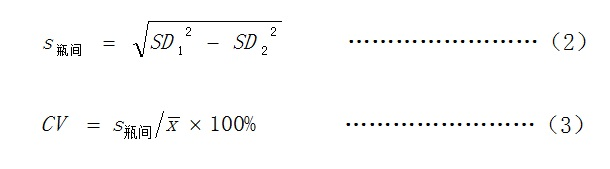 s瓶间 = √SD₁² − SD₂² ……………………（2）
CV = s瓶间/x̄ × 100% ……………………（3）